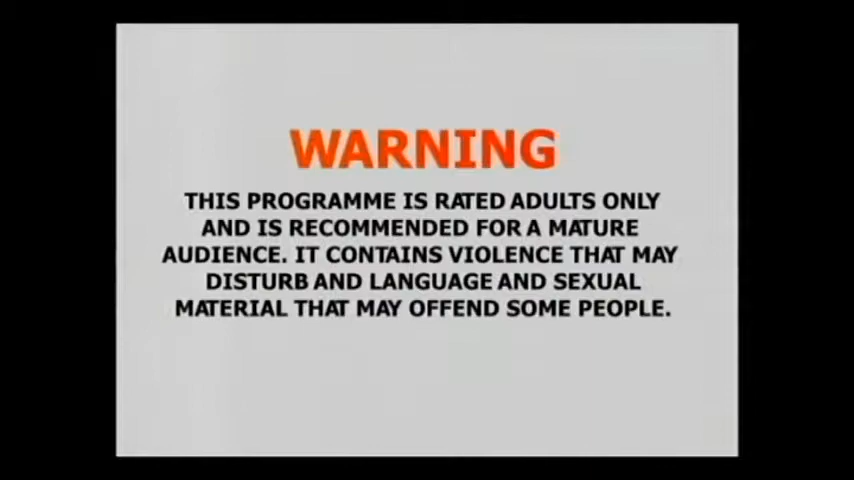 WARNING
THIS PROGRAMME IS RATED ADULTS ONLY
AND IS RECOMMENDED FOR A MATURE
AUDIENCE. IT CONTAINS VIOLENCE THAT MAY
DISTURB AND LANGUAGE AND SEXUAL
MATERIAL THAT MAY OFFEND SOME PEOPLE.